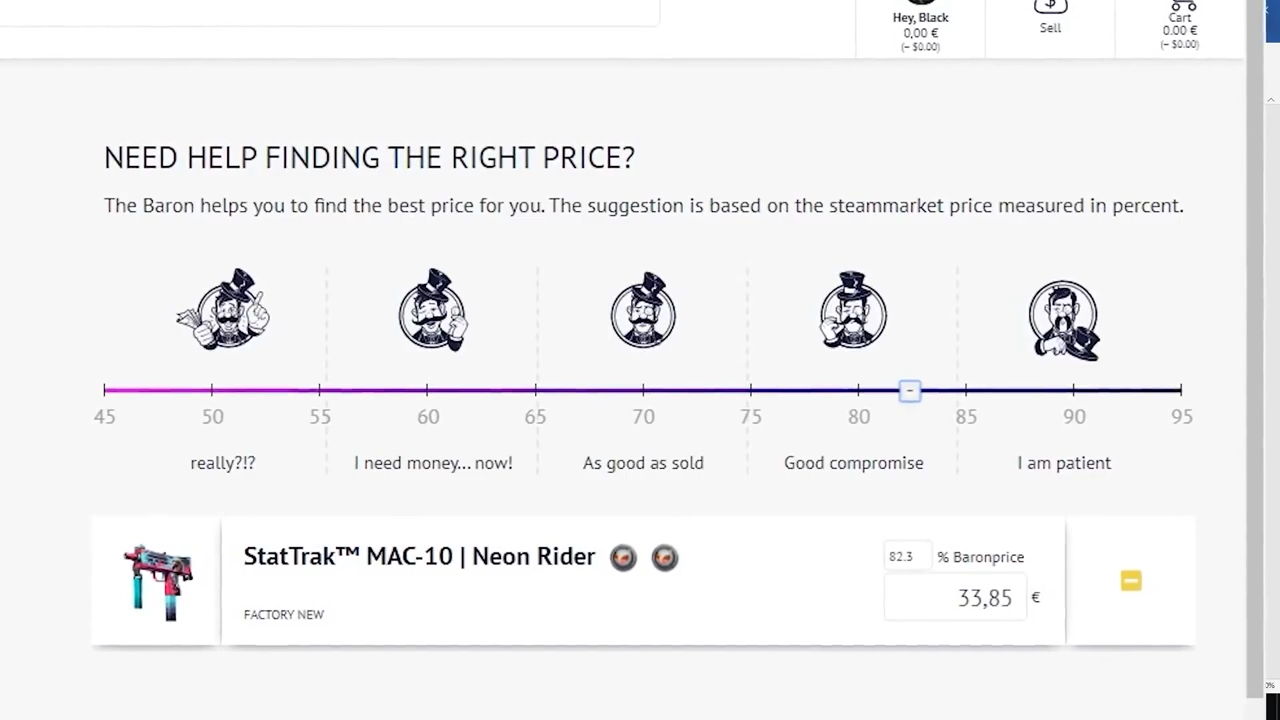 Hey, Black
0,00 €
(~ $0.00)
Sell
Cart
0.00 €
(~ $0.00)
NEED HELP FINDING THE RIGHT PRICE?
The Baron helps you to find the best price for you. The suggestion is based on the steammarket price measured in percent.
45 50 55 60 65 70 75 80 85 90 95
really?!? I need money... now! As good as sold Good compromise I am patient
StatTrak™ MAC-10 | Neon Rider
82.3 % Baronprice
33,85 €
FACTORY NEW